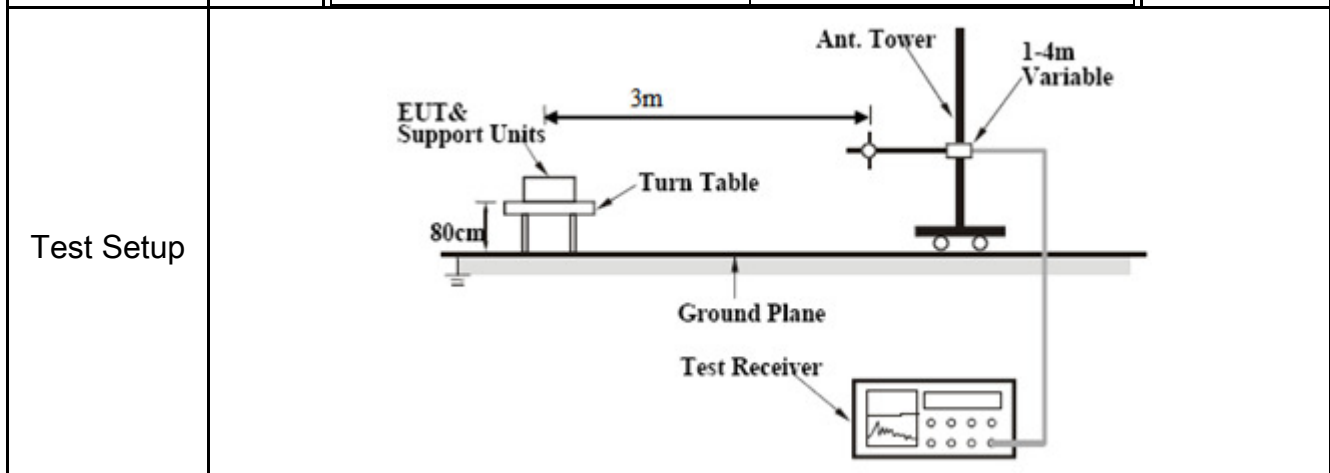 Test Setup
Ant. Tower
1-4m
Variable
3m
EUT&
Support Units
Turn Table
80cm
Ground Plane
Test Receiver